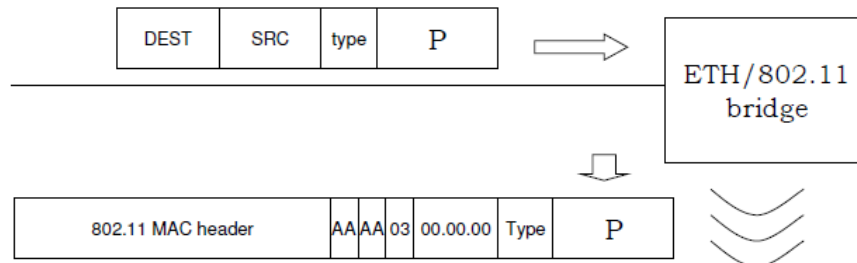 DEST SRC type P
ETH/802.11
bridge
802.11 MAC header AA AA 03 00.00.00 Type P